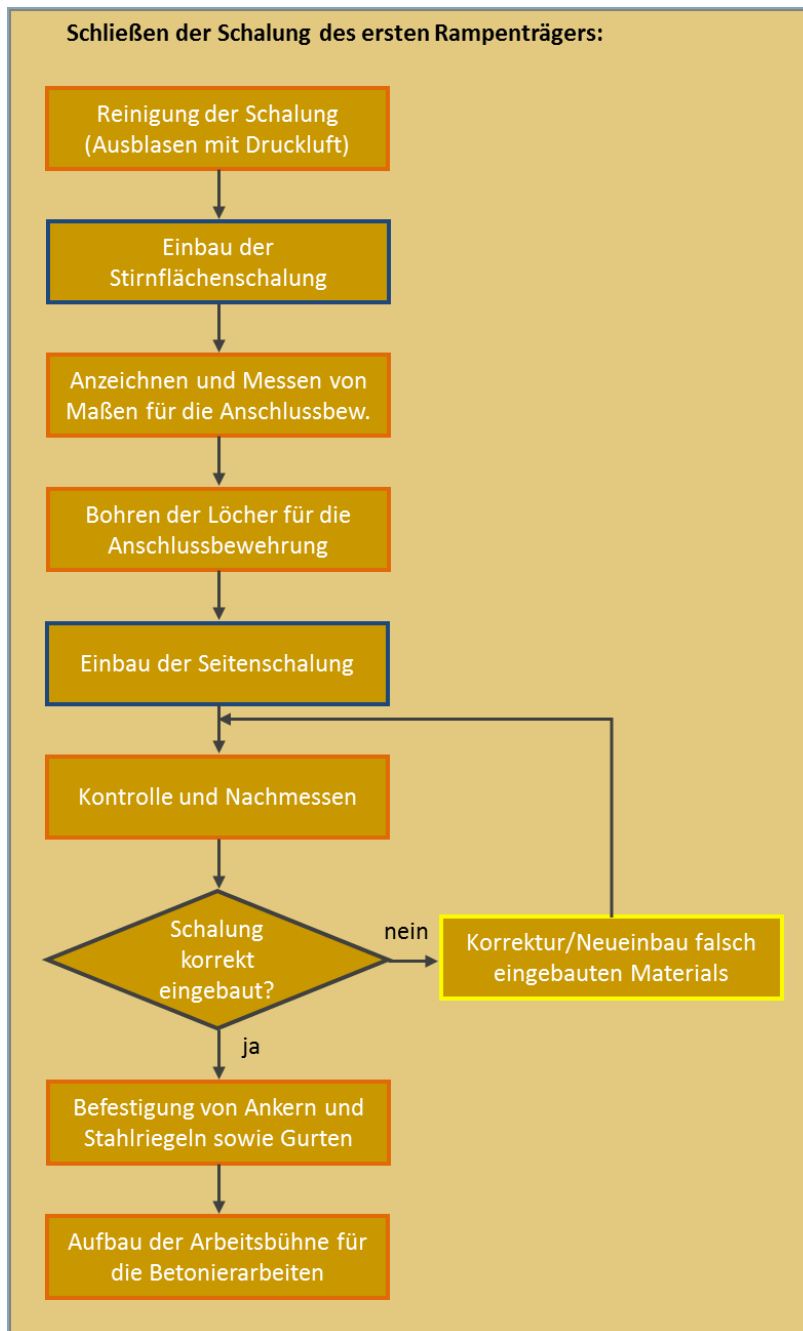 Schließen der Schalung des ersten Rampenträgers:
Reinigung der Schalung
(Ausblasen mit Druckluft)
Einbau der
Stirnflächenschalung
Anzeichnen und Messen von
Maßen für die Anschlussbew.
Bohren der Löcher für die
Anschlussbewehrung
Einbau der Seitenschalung
Kontrolle und Nachmessen
Schalung
korrekt
eingebaut?
nein
Korrektur/Neueinbau falsch
eingebauten Materials
ja
Befestigung von Ankern und
Stahlriegeln sowie Gurten
Aufbau der Arbeitsbühne für
die Betonierarbeiten